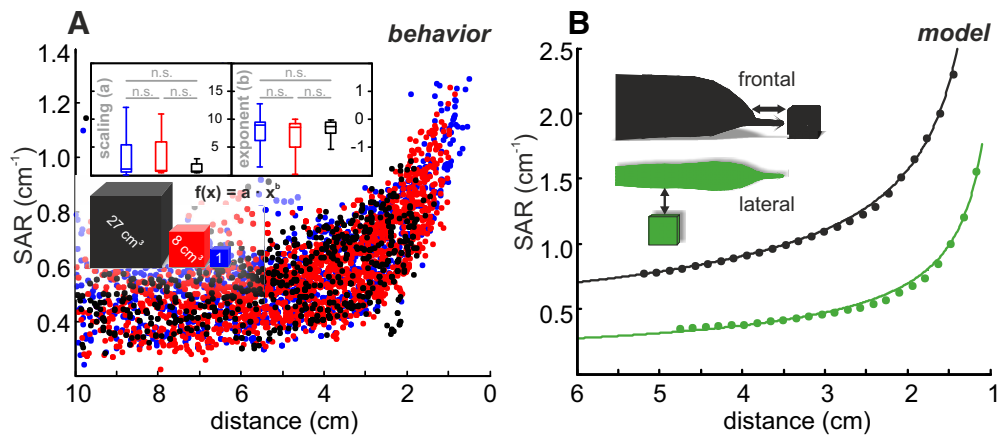 A
behavior
SAR (cm⁻¹)
1.4
1.2
1.0
0.8
0.6
0.4
n.s.
n.s. n.s.
scaling (a)
15
10
5
n.s.
n.s. n.s.
exponent (b)
1
0
-1
f(x) = a · xᵇ
27 cm³
8 cm³
1
10 8 6 4 2 0
distance (cm)
B
model
SAR (cm⁻¹)
2.5
2.0
1.5
1.0
0.5
frontal
lateral
6 5 4 3 2 1
distance (cm)